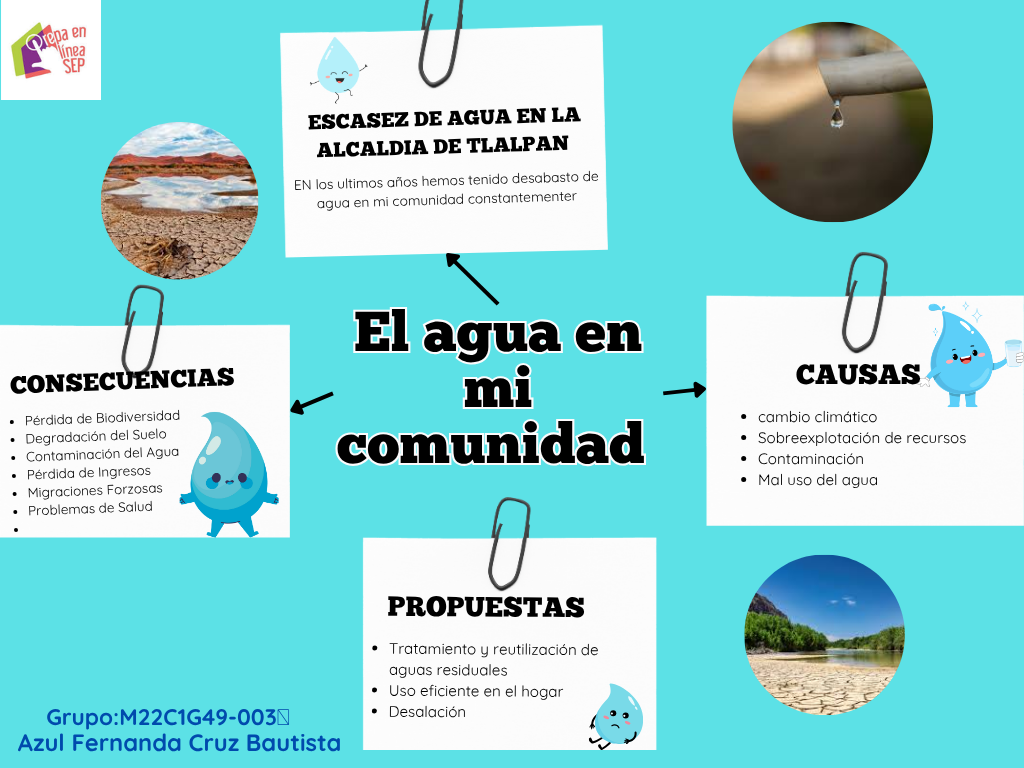 Prepa en
línea
SEP
ESCASEZ DE AGUA EN LA
ALCALDIA DE TLALPAN
EN los ultimos años hemos tenido desabasto de
agua en mi comunidad constantementer
El agua en
mi
comunidad
CONSECUENCIAS
• Pérdida de Biodiversidad
• Degradación del Suelo
• Contaminación del Agua
• Pérdida de Ingresos
• Migraciones Forzosas
• Problemas de Salud
•
CAUSAS
• cambio climático
• Sobreexplotación de recursos
• Contaminación
• Mal uso del agua
PROPUESTAS
• Tratamiento y reutilización de
aguas residuales
• Uso eficiente en el hogar
• Desalación
Grupo:M22C1G49-003
Azul Fernanda Cruz Bautista